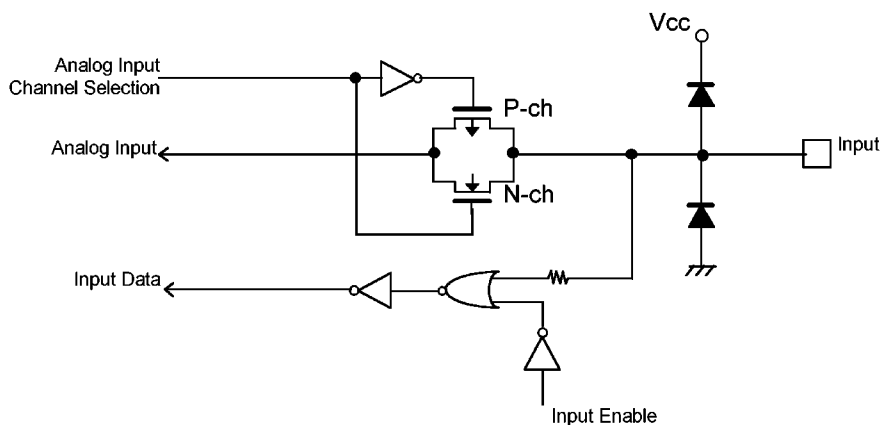 Vcc
Analog Input
Channel Selection
P-ch
Analog Input
Input
N-ch
Input Data
Input Enable